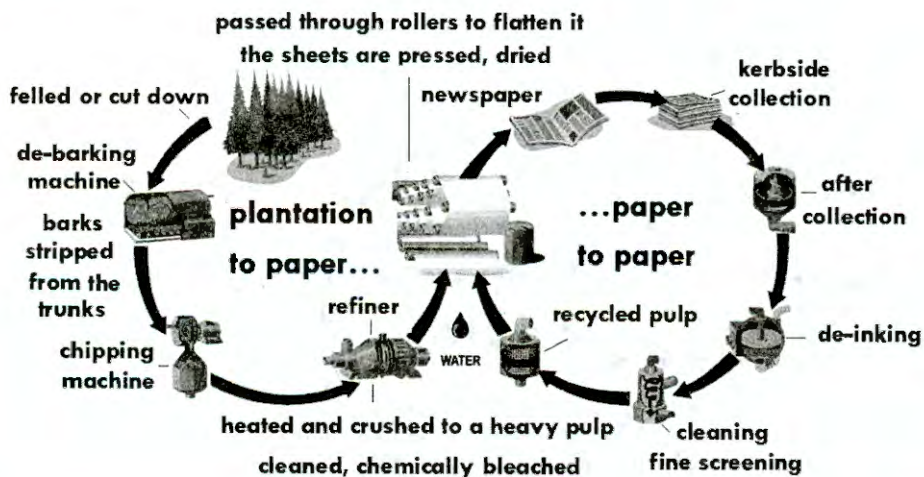 passed through rollers to flatten it
the sheets are pressed, dried
felled or cut down
newspaper
kerbside
collection
de-barking
machine
plantation
to paper...
...paper
to paper
after
collection
barks
stripped
from the
trunks
refiner
recycled pulp
WATER
de-inking
chipping
machine
heated and crushed to a heavy pulp
cleaned, chemically bleached
cleaning
fine screening